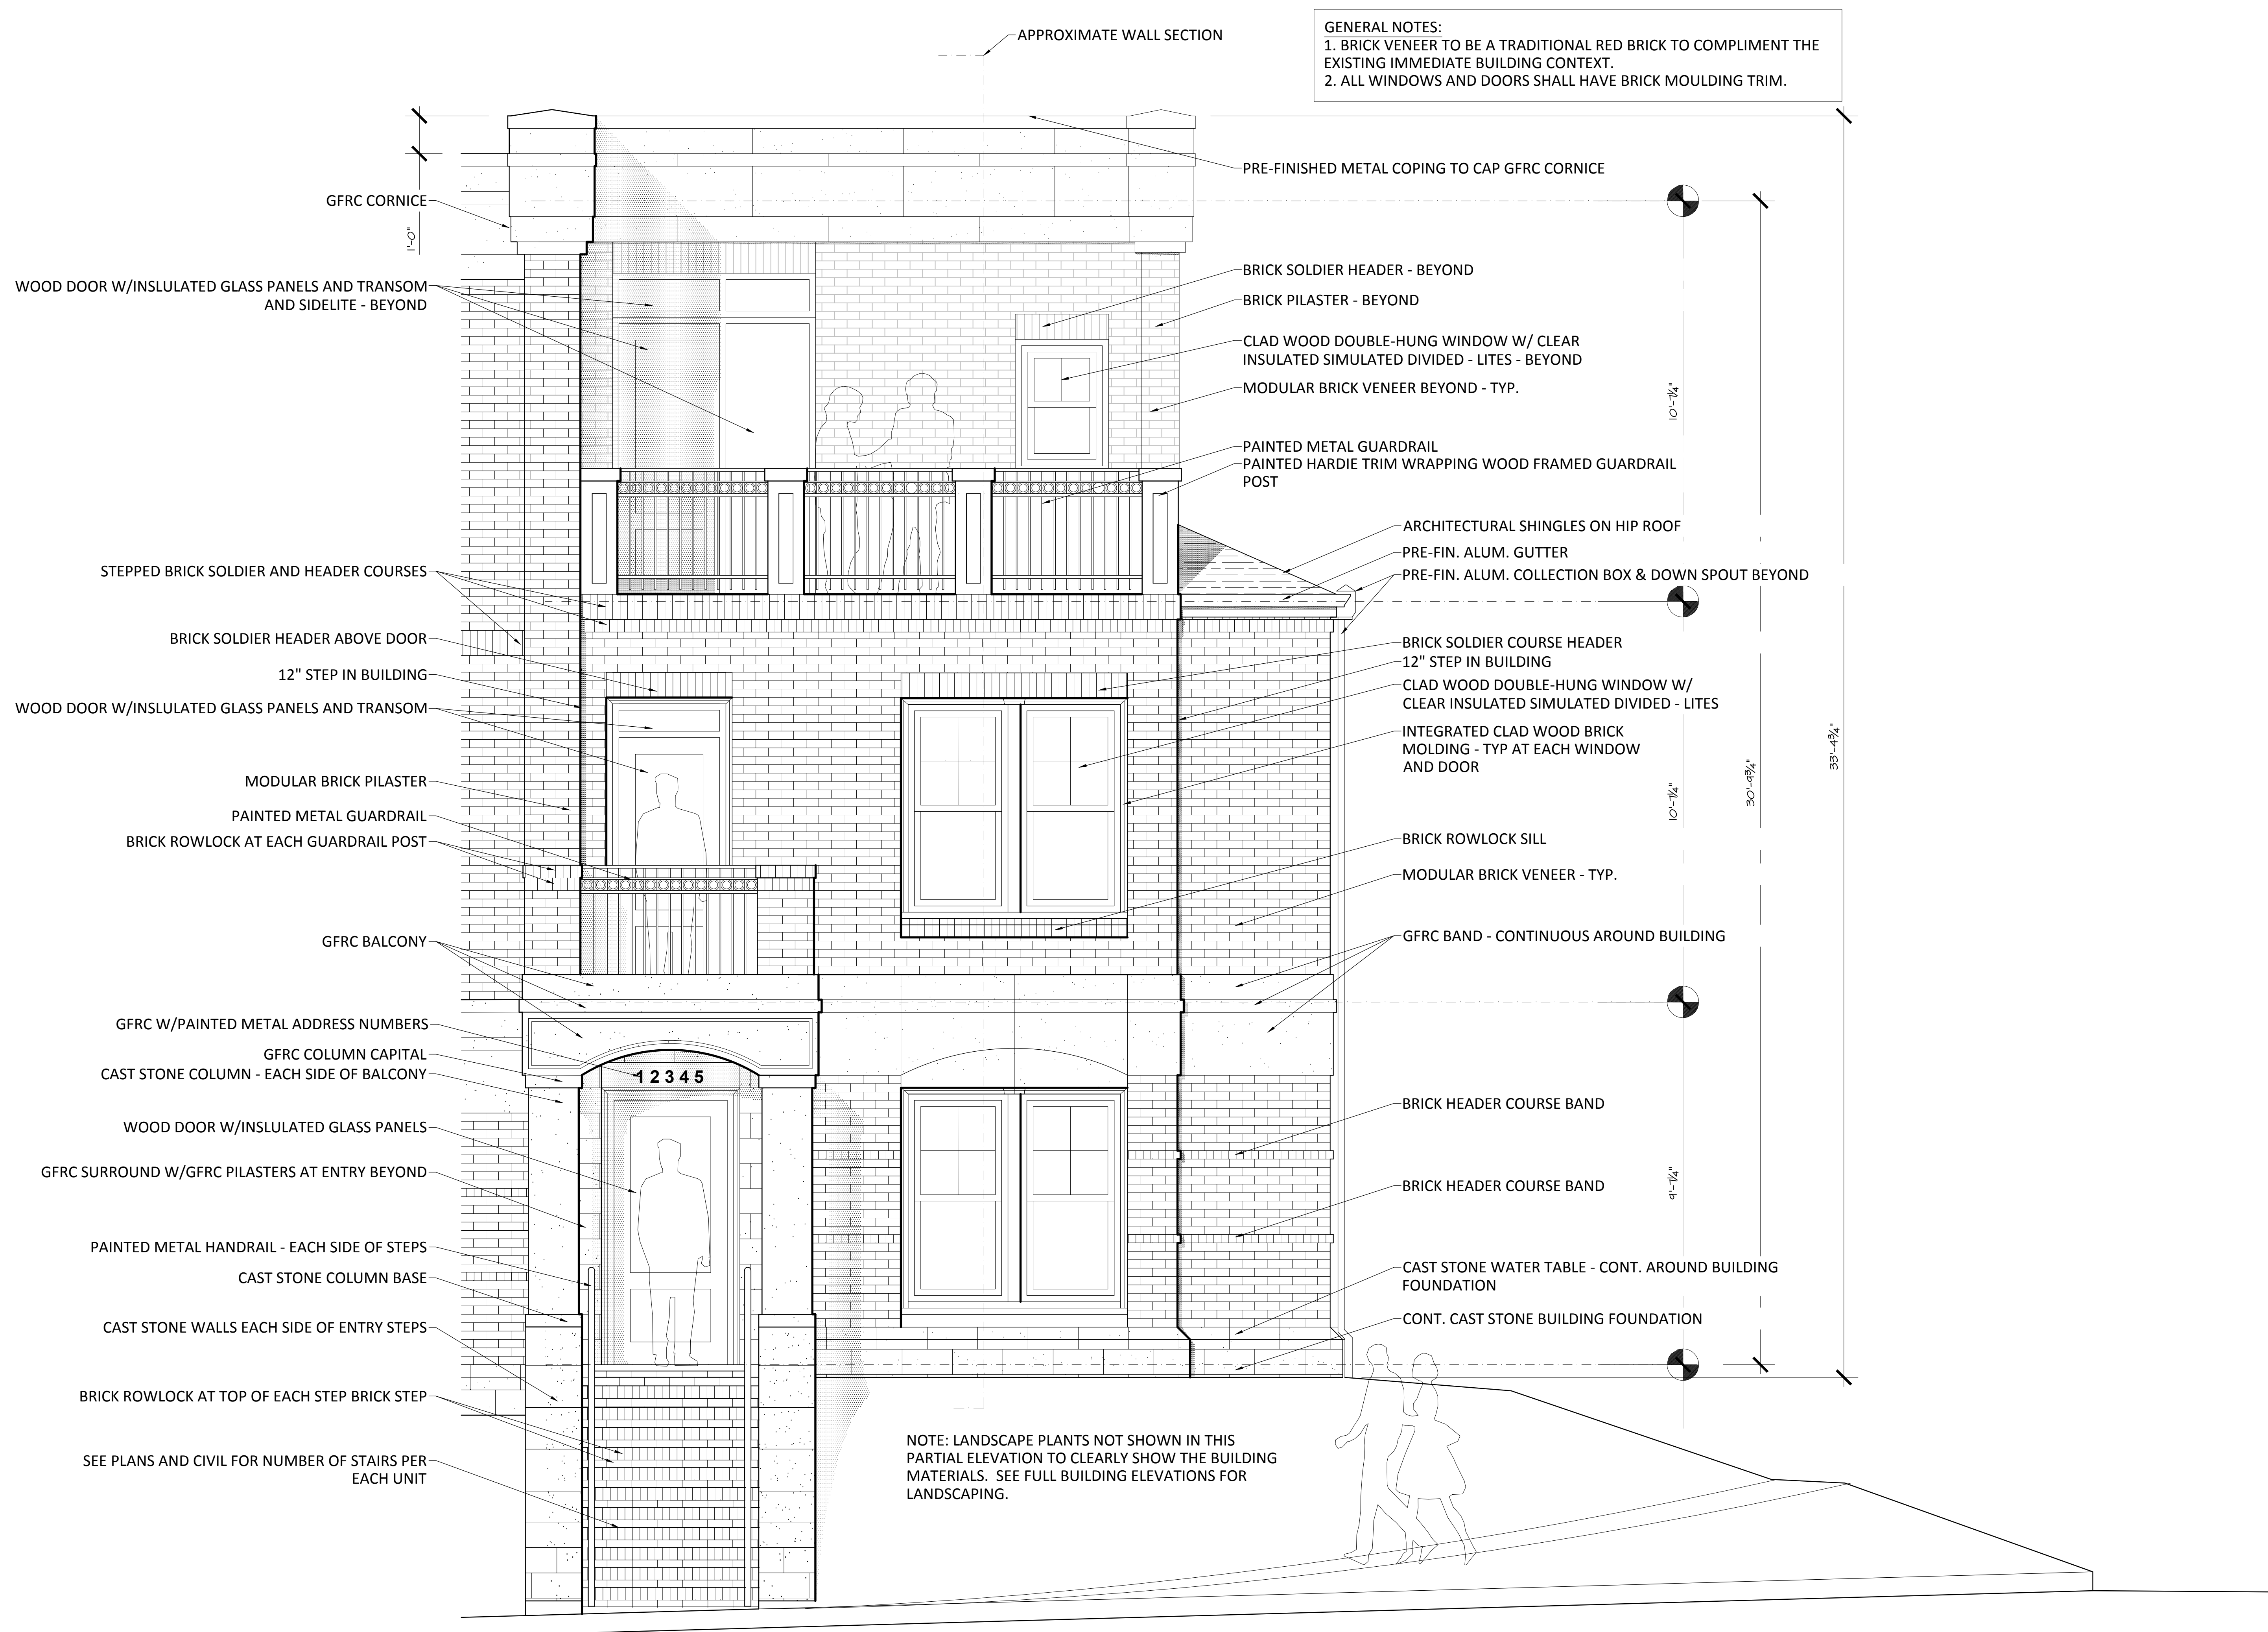 APPROXIMATE WALL SECTION
GENERAL NOTES:
1. BRICK VENEER TO BE A TRADITIONAL RED BRICK TO COMPLIMENT THE
EXISTING IMMEDIATE BUILDING CONTEXT.
2. ALL WINDOWS AND DOORS SHALL HAVE BRICK MOULDING TRIM.
GFRC CORNICE
1'-0"
WOOD DOOR W/INSLULATED GLASS PANELS AND TRANSOM
AND SIDELITE - BEYOND
STEPPED BRICK SOLDIER AND HEADER COURSES
BRICK SOLDIER HEADER ABOVE DOOR
12" STEP IN BUILDING
WOOD DOOR W/INSLULATED GLASS PANELS AND TRANSOM
MODULAR BRICK PILASTER
PAINTED METAL GUARDRAIL
BRICK ROWLOCK AT EACH GUARDRAIL POST
GFRC BALCONY
GFRC W/PAINTED METAL ADDRESS NUMBERS
GFRC COLUMN CAPITAL
CAST STONE COLUMN - EACH SIDE OF BALCONY
WOOD DOOR W/INSLULATED GLASS PANELS
GFRC SURROUND W/GFRC PILASTERS AT ENTRY BEYOND
PAINTED METAL HANDRAIL - EACH SIDE OF STEPS
CAST STONE COLUMN BASE
CAST STONE WALLS EACH SIDE OF ENTRY STEPS
BRICK ROWLOCK AT TOP OF EACH STEP BRICK STEP
SEE PLANS AND CIVIL FOR NUMBER OF STAIRS PER
EACH UNIT
12345
PRE-FINISHED METAL COPING TO CAP GFRC CORNICE
BRICK SOLDIER HEADER - BEYOND
BRICK PILASTER - BEYOND
CLAD WOOD DOUBLE-HUNG WINDOW W/ CLEAR
INSULATED SIMULATED DIVIDED - LITES - BEYOND
MODULAR BRICK VENEER BEYOND - TYP.
PAINTED METAL GUARDRAIL
PAINTED HARDIE TRIM WRAPPING WOOD FRAMED GUARDRAIL
POST
ARCHITECTURAL SHINGLES ON HIP ROOF
PRE-FIN. ALUM. GUTTER
PRE-FIN. ALUM. COLLECTION BOX & DOWN SPOUT BEYOND
BRICK SOLDIER COURSE HEADER
12" STEP IN BUILDING
CLAD WOOD DOUBLE-HUNG WINDOW W/
CLEAR INSULATED SIMULATED DIVIDED - LITES
INTEGRATED CLAD WOOD BRICK
MOLDING - TYP AT EACH WINDOW
AND DOOR
BRICK ROWLOCK SILL
MODULAR BRICK VENEER - TYP.
GFRC BAND - CONTINUOUS AROUND BUILDING
BRICK HEADER COURSE BAND
BRICK HEADER COURSE BAND
CAST STONE WATER TABLE - CONT. AROUND BUILDING
FOUNDATION
CONT. CAST STONE BUILDING FOUNDATION
10'-7¼"
10'-7¼"
9'-7¼"
30'-9¾"
33'-4¾"
NOTE: LANDSCAPE PLANTS NOT SHOWN IN THIS
PARTIAL ELEVATION TO CLEARLY SHOW THE BUILDING
MATERIALS.  SEE FULL BUILDING ELEVATIONS FOR
LANDSCAPING.